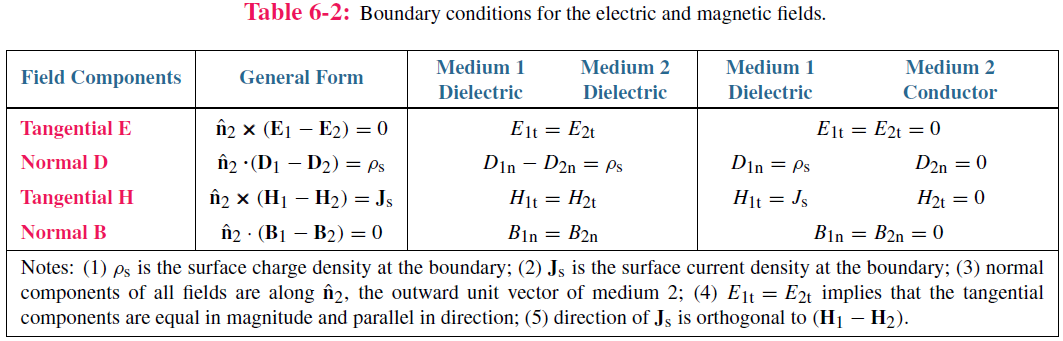 Table 6-2: Boundary conditions for the electric and magnetic fields.
Field Components General Form Medium 1 Dielectric Medium 2 Dielectric Medium 1 Dielectric Medium 2 Conductor
Tangential E n̂₂ × (E₁ − E₂) = 0 E₁t = E₂t E₁t = E₂t = 0
Normal D n̂₂ · (D₁ − D₂) = ρs D₁n − D₂n = ρs D₁n = ρs D₂n = 0
Tangential H n̂₂ × (H₁ − H₂) = Js H₁t = H₂t H₁t = Js H₂t = 0
Normal B n̂₂ · (B₁ − B₂) = 0 B₁n = B₂n B₁n = B₂n = 0
Notes: (1) ρs is the surface charge density at the boundary; (2) Js is the surface current density at the boundary; (3) normal
components of all fields are along n̂₂, the outward unit vector of medium 2; (4) E₁t = E₂t implies that the tangential
components are equal in magnitude and parallel in direction; (5) direction of Js is orthogonal to (H₁ − H₂).